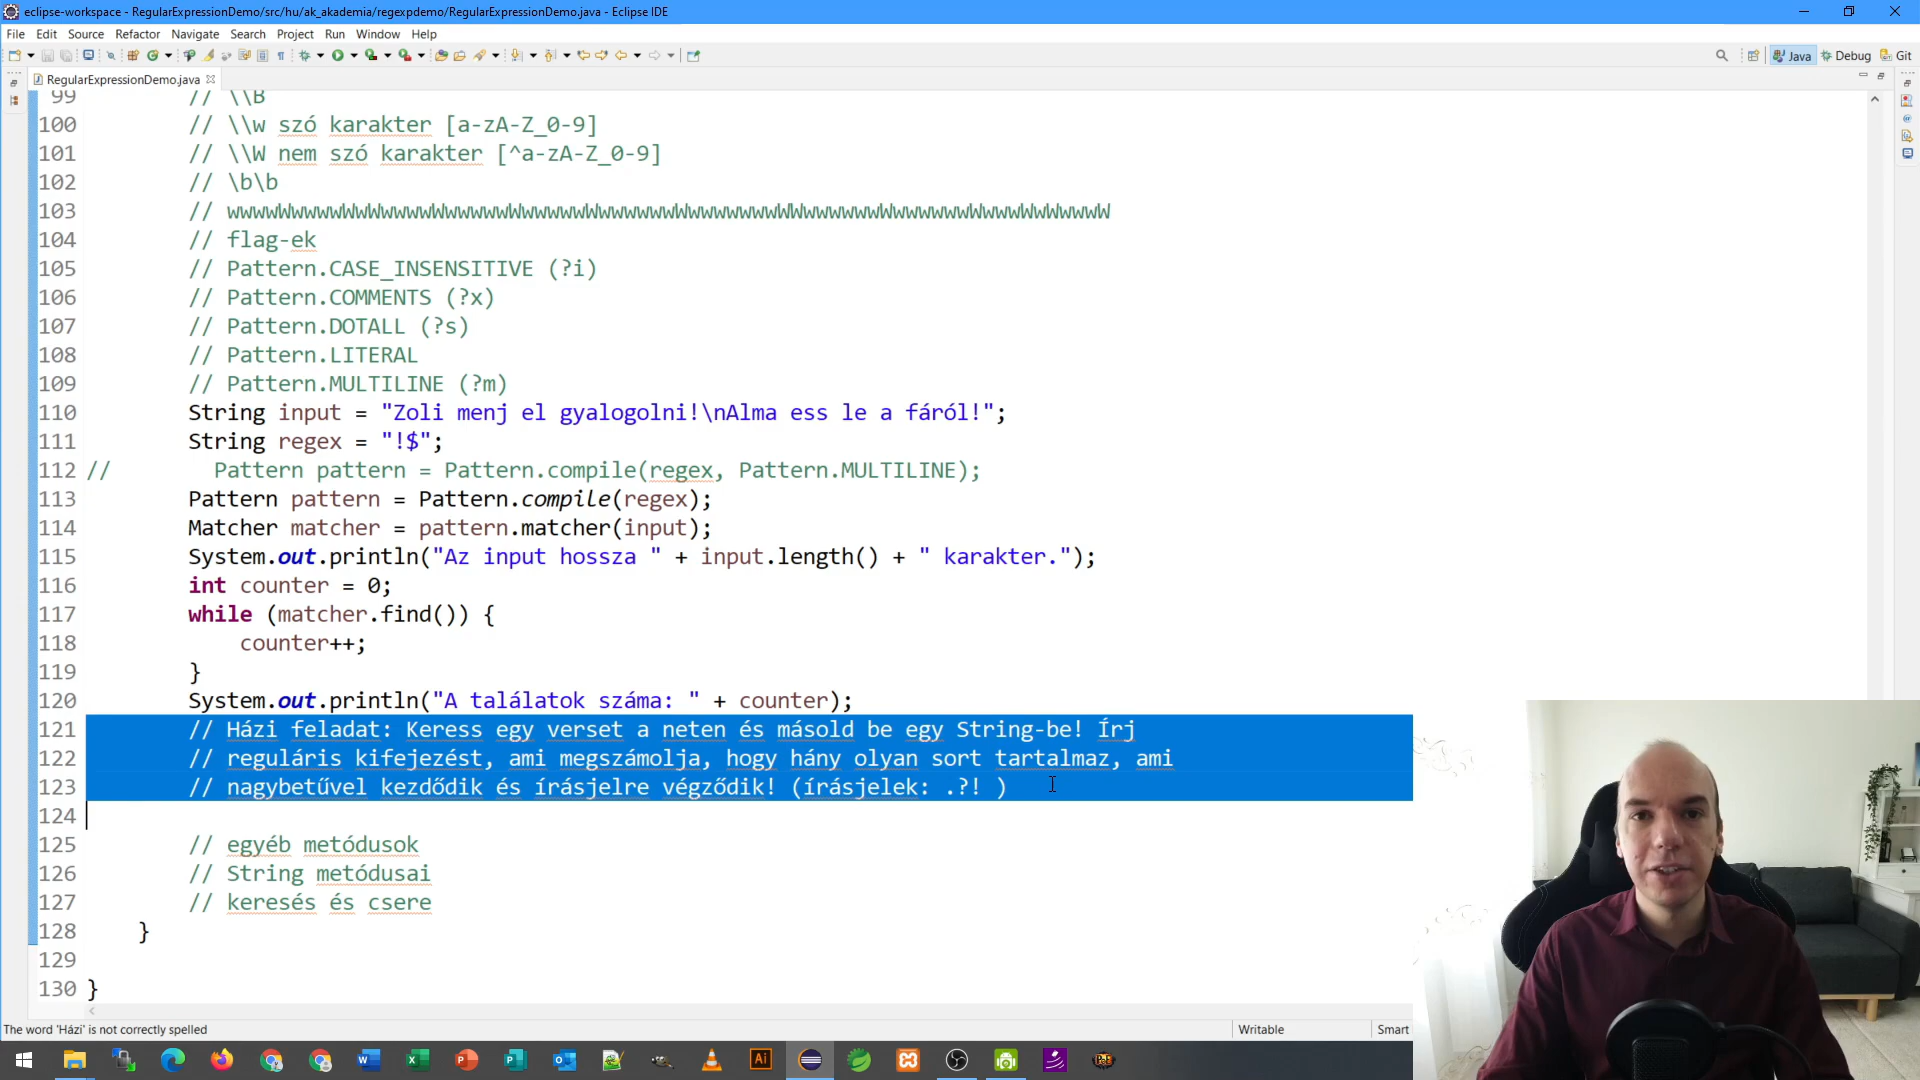 eclipse-workspace - RegularExpressionDemo/src/hu/ak_akademia/regexpdemo/RegularExpressionDemo.java - Eclipse IDE
File Edit Source Refactor Navigate Search Project Run Window Help
Java Debug Git
RegularExpressionDemo.java
99 // \\B
100 // \\w szó karakter [a-zA-Z_0-9]
101 // \\W nem szó karakter [^a-zA-Z_0-9]
102 // \b\b
104 // flag-ek
105 // Pattern.CASE_INSENSITIVE (?i)
106 // Pattern.COMMENTS (?x)
107 // Pattern.DOTALL (?s)
108 // Pattern.LITERAL
109 // Pattern.MULTILINE (?m)
110 String input = "Zoli menj el gyalogolni!\nAlma ess le a fáról!";
111 String regex = "!$";
112 // Pattern pattern = Pattern.compile(regex, Pattern.MULTILINE);
113 Pattern pattern = Pattern.compile(regex);
114 Matcher matcher = pattern.matcher(input);
115 System.out.println("Az input hossza " + input.length() + " karakter.");
116 int counter = 0;
117 while (matcher.find()) {
118 counter++;
119 }
120 System.out.println("A találatok száma: " + counter);
121 // Házi feladat: Keress egy verset a neten és másold be egy String-be! Írj
122 // reguláris kifejezést, ami megszámolja, hogy hány olyan sort tartalmaz, ami
123 // nagybetűvel kezdődik és írásjelre végződik! (írásjelek: .?! )
124
125 // egyéb metódusok
126 // String metódusai
127 // keresés és csere
128 }
129
130 }
The word 'Házi' is not correctly spelled
Writable
Smart